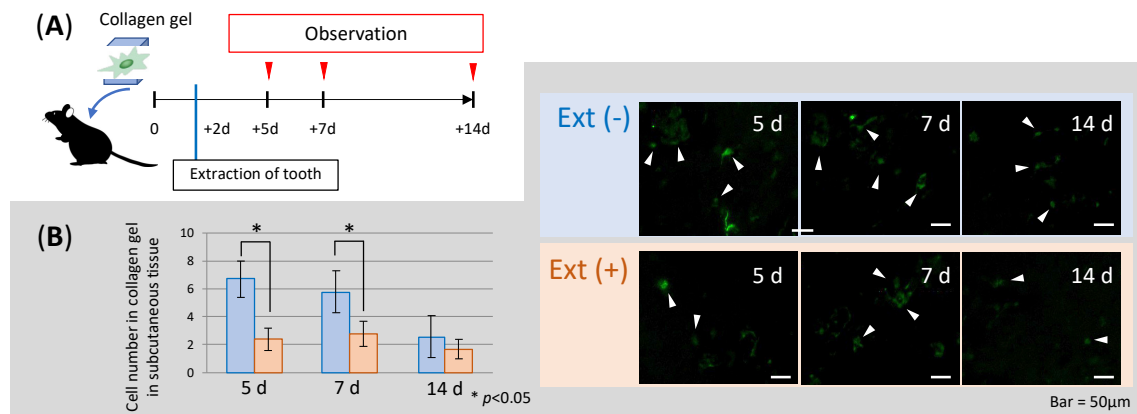 (A)
Collagen gel
Observation
0
+2d
+5d
+7d
+14d
Extraction of tooth
(B)
Cell number in collagen gel
in subcutaneous tissue
10
8
6
4
2
0
*
*
5 d
7 d
14 d
* p<0.05
Ext (-)
5 d
7 d
14 d
Ext (+)
5 d
7 d
14 d
Bar = 50µm